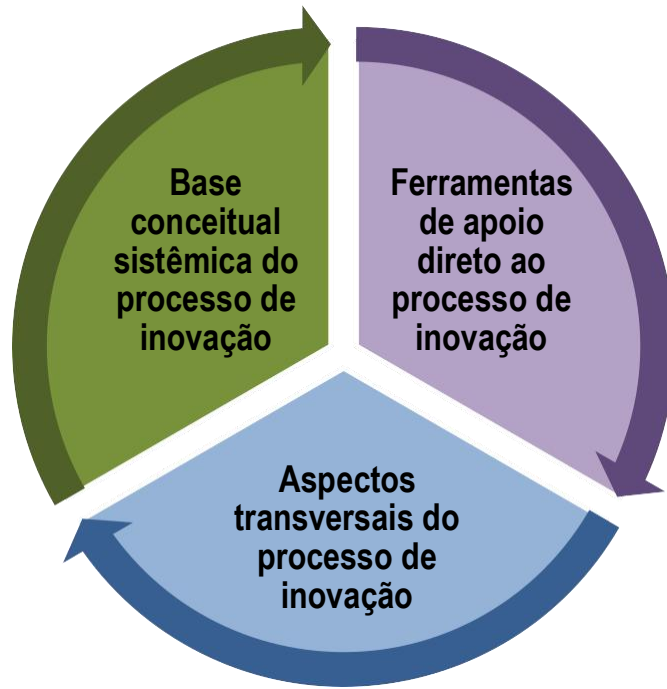 Base
conceitual
sistêmica do
processo de
inovação
Ferramentas
de apoio
direto ao
processo de
inovação
Aspectos
transversais do
processo de
inovação